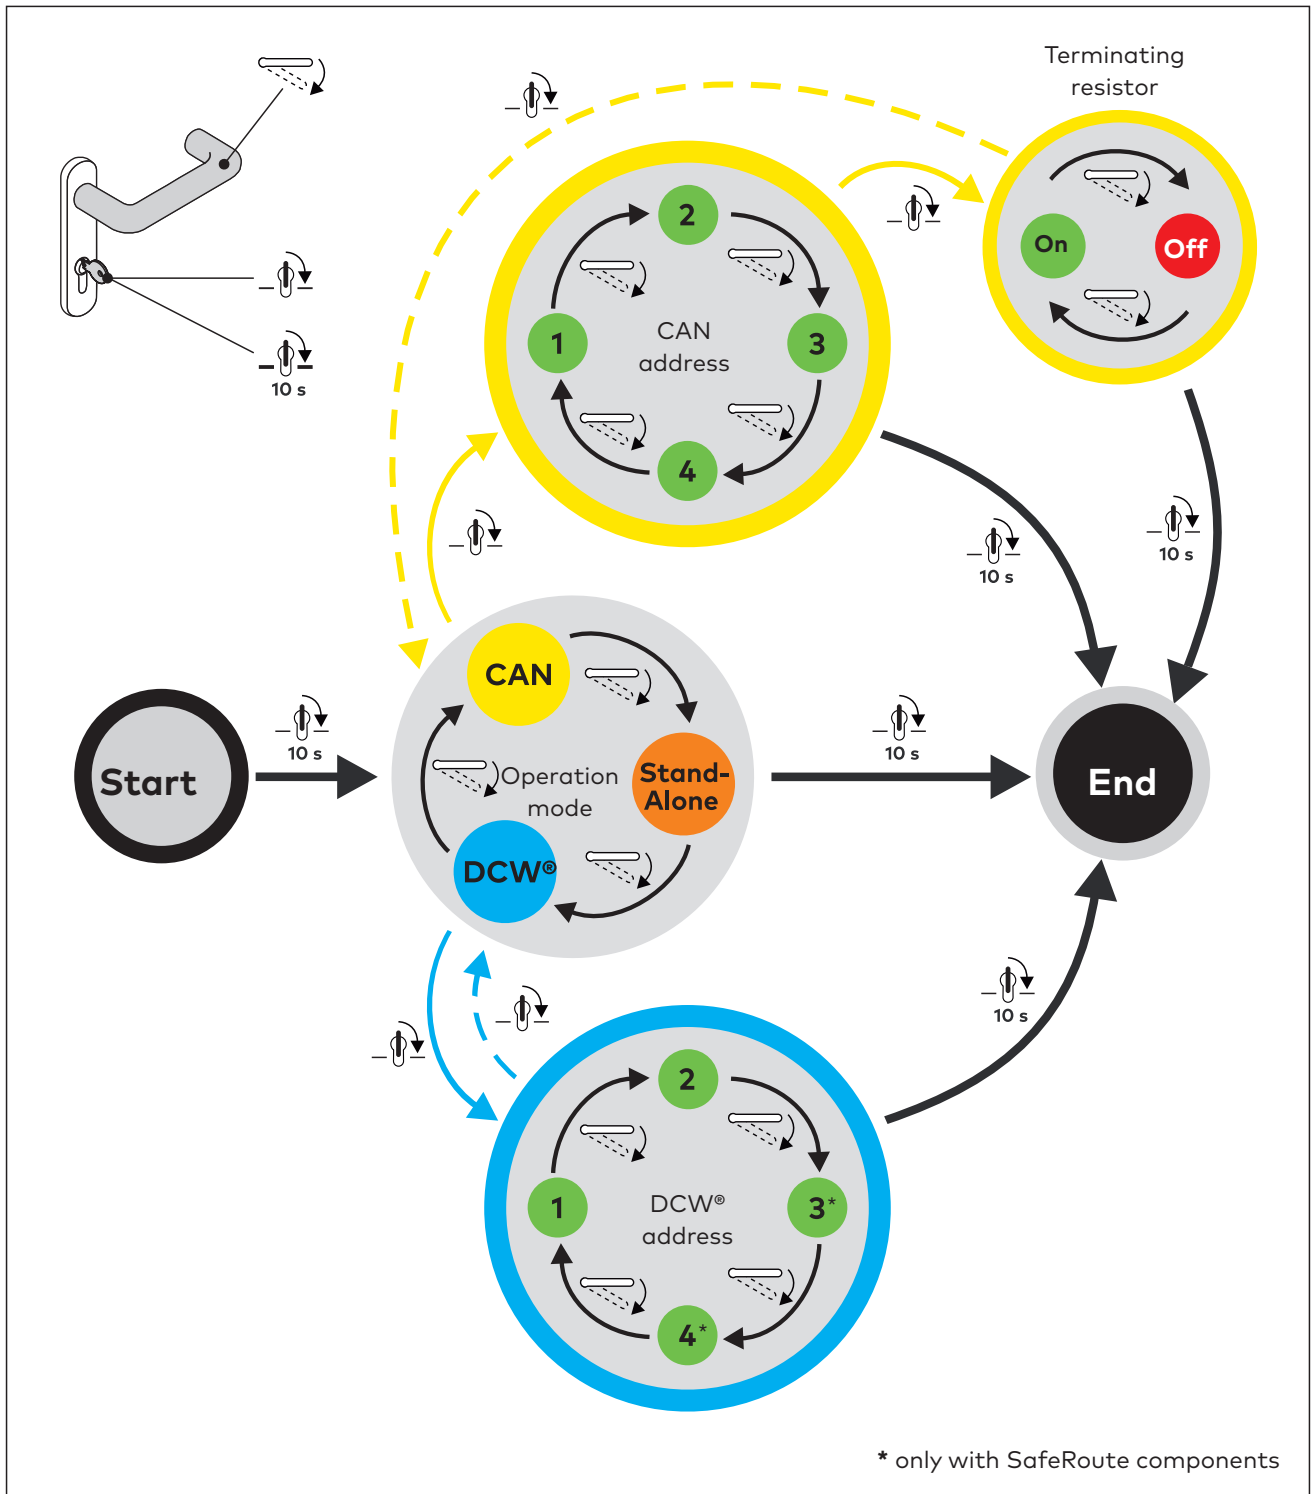 Terminating
resistor
On
Off
2
1
CAN
address
3
4
10 s
10 s
10 s
CAN
Start
10 s
Operation
mode
Stand-
Alone
DCW®
10 s
End
10 s
2
1
DCW®
address
3*
4*
* only with SafeRoute components